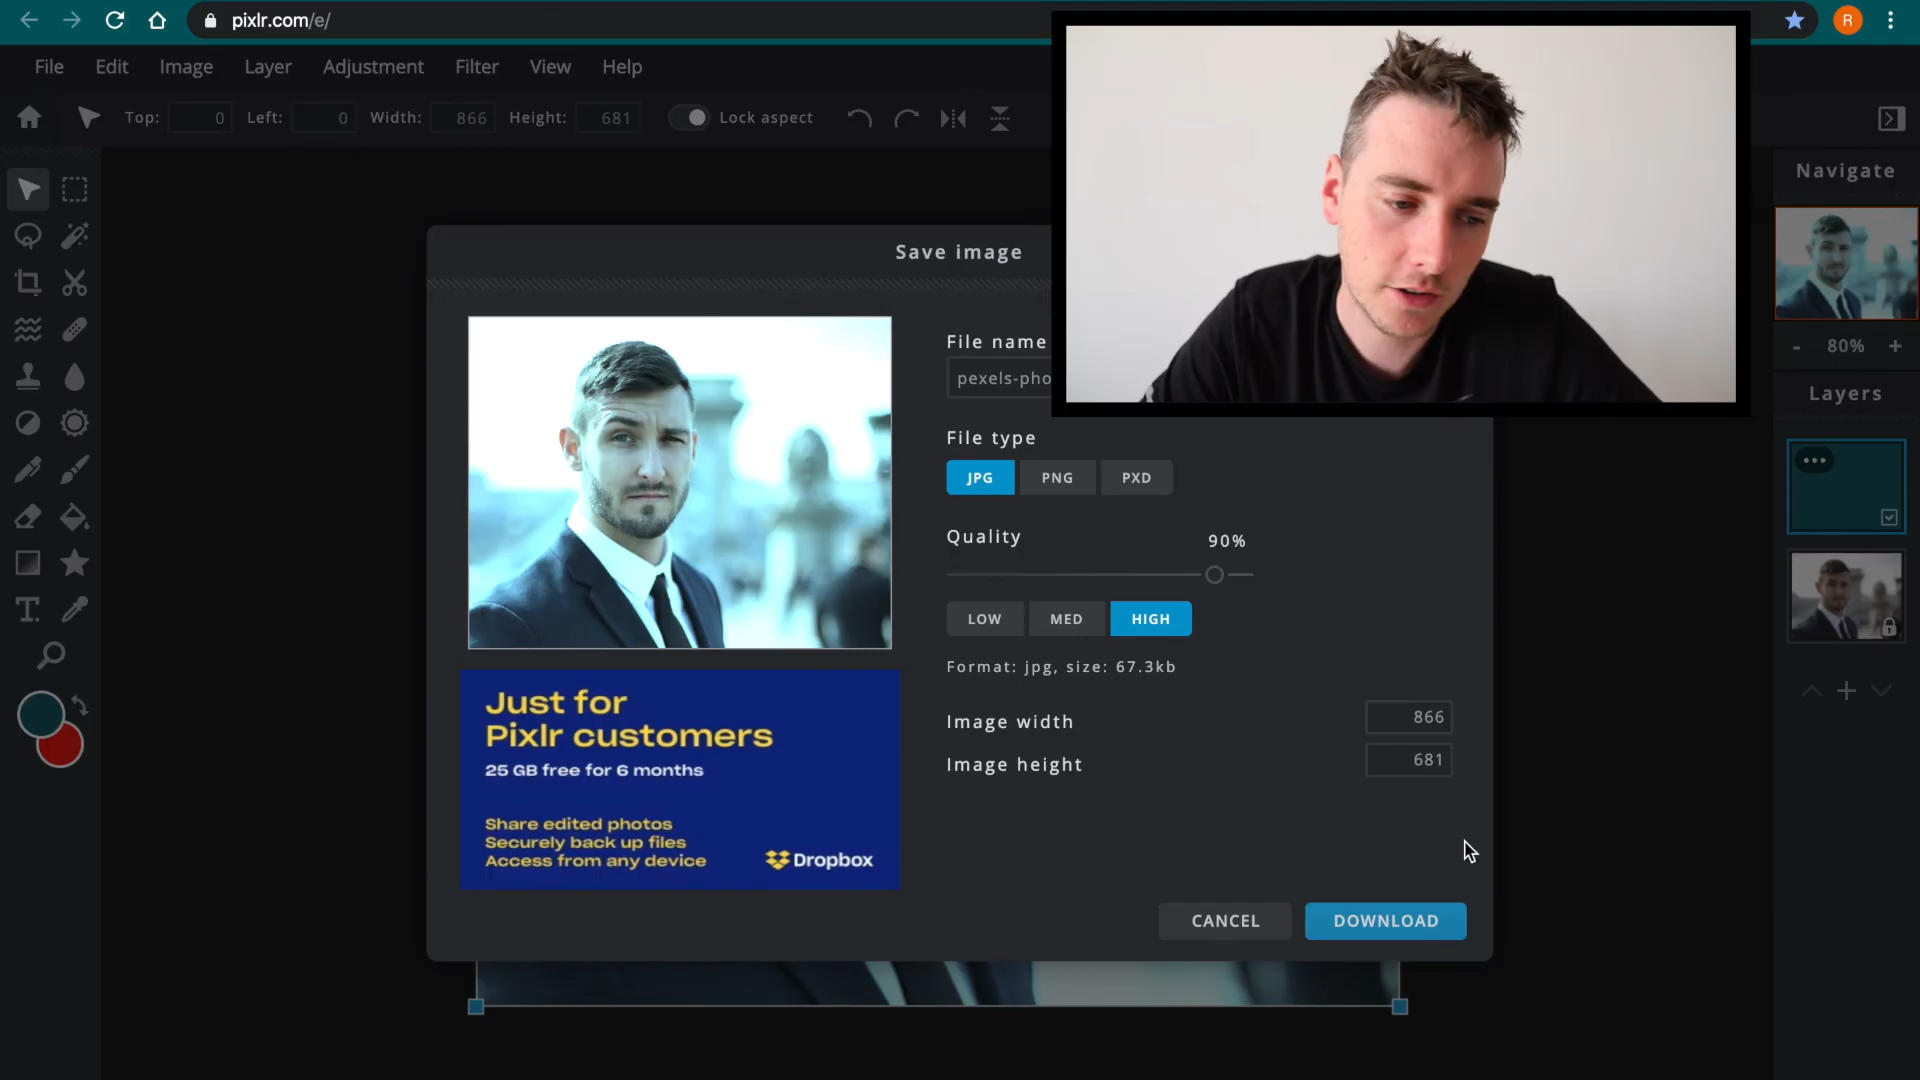 pixlr.com/e/
R
File Edit Image Layer Adjustment Filter View Help
Top: 0 Left: 0 Width: 866 Height: 681 Lock aspect
Navigate
80%
Layers
Save image
File name
pexels-pho
File type
JPG PNG PXD
Quality 90%
LOW MED HIGH
Format: jpg, size: 67.3kb
Image width 866
Image height 681
Just for
Pixlr customers
25 GB free for 6 months
Share edited photos
Securely back up files
Access from any device
Dropbox
CANCEL DOWNLOAD